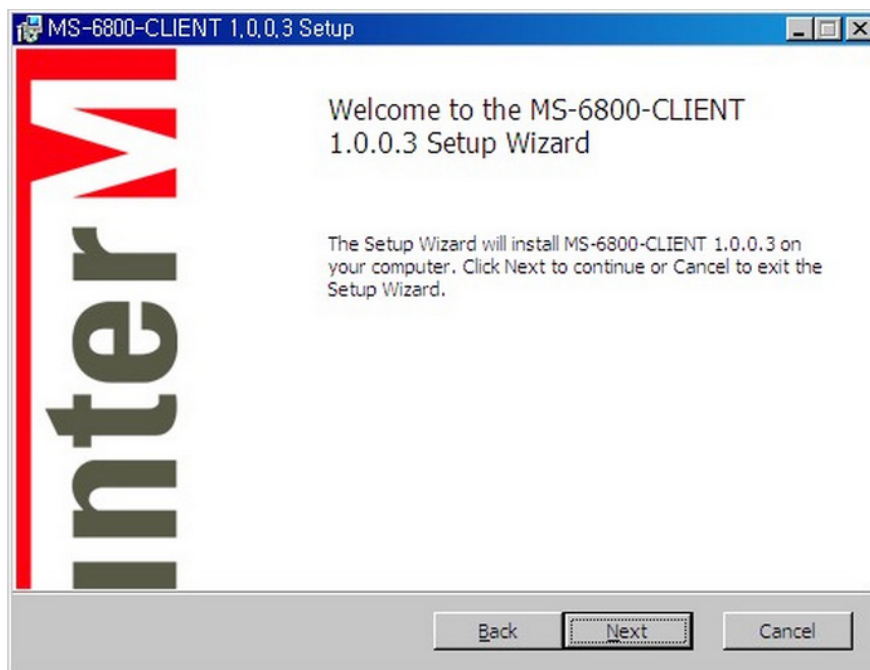 MS-6800-CLIENT 1.0.0.3 Setup
Welcome to the MS-6800-CLIENT
1.0.0.3 Setup Wizard
The Setup Wizard will install MS-6800-CLIENT 1.0.0.3 on
your computer. Click Next to continue or Cancel to exit the
Setup Wizard.
interM
Back
Next
Cancel